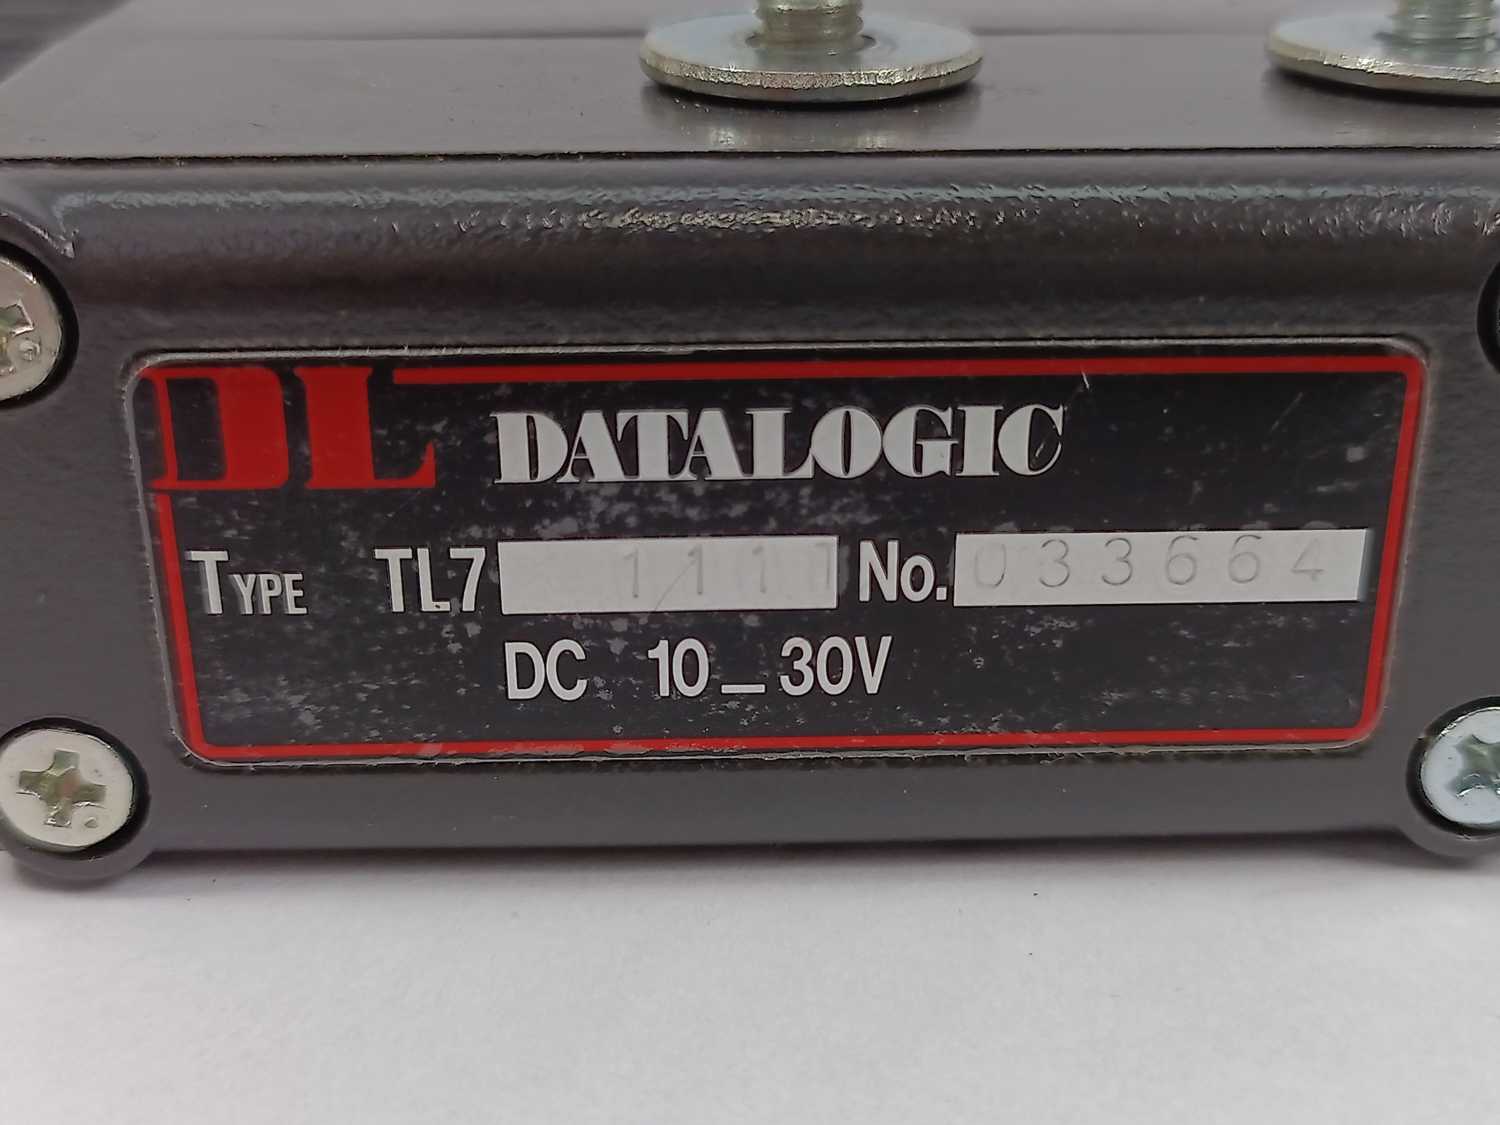 DL DATALOGIC
TYPE TL7 1111 No. 033664
DC 10_30V